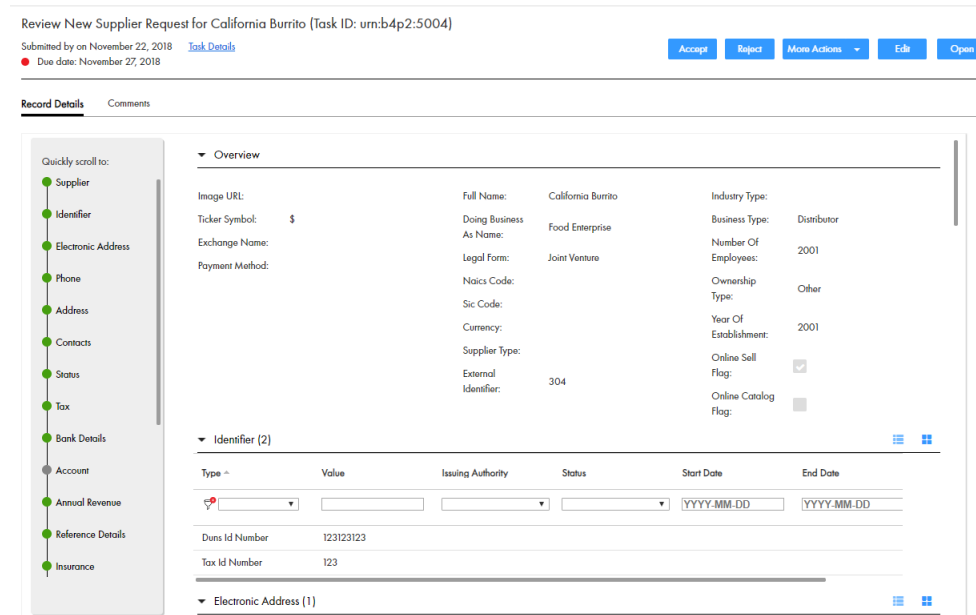 Review New Supplier Request for California Burrito (Task ID: urn:b4p2:5004)
Submitted by on November 22, 2018 Task Details
Due date: November 27, 2018
Accept Reject More Actions Edit Open
Record Details Comments
Quickly scroll to:
Supplier
Identifier
Electronic Address
Phone
Address
Contacts
Status
Tax
Bank Details
Account
Annual Revenue
Reference Details
Insurance
Overview
Image URL:
Ticker Symbol: $
Exchange Name:
Payment Method:
Full Name: California Burrito
Doing Business
As Name: Food Enterprise
Legal Form: Joint Venture
Naics Code:
Sic Code:
Currency:
Supplier Type:
External
Identifier: 304
Industry Type:
Business Type: Distributor
Number Of
Employees: 2001
Ownership
Type: Other
Year Of
Establishment: 2001
Online Sell
Flag:
Online Catalog
Flag:
Identifier (2)
Type Value Issuing Authority Status Start Date End Date
YYYY-MM-DD YYYY-MM-DD
Duns Id Number 123123123
Tax Id Number 123
Electronic Address (1)